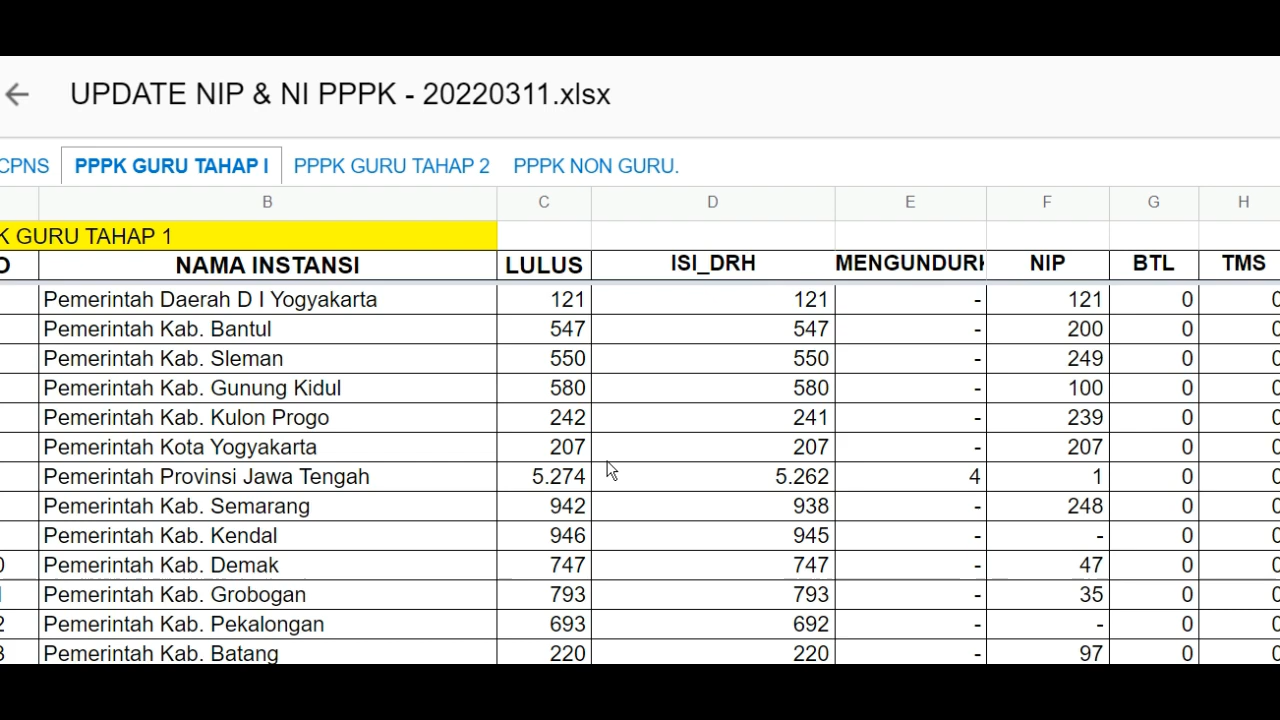 UPDATE NIP & NI PPPK - 20220311.xlsx
CPNS PPPK GURU TAHAP I PPPK GURU TAHAP 2 PPPK NON GURU.
B C D E F G H
K GURU TAHAP 1
O NAMA INSTANSI LULUS ISI_DRH MENGUNDURK NIP BTL TMS
Pemerintah Daerah D I Yogyakarta 121 121 - 121 0 0
Pemerintah Kab. Bantul 547 547 - 200 0 0
Pemerintah Kab. Sleman 550 550 - 249 0 0
Pemerintah Kab. Gunung Kidul 580 580 - 100 0 0
Pemerintah Kab. Kulon Progo 242 241 - 239 0 0
Pemerintah Kota Yogyakarta 207 207 - 207 0 0
Pemerintah Provinsi Jawa Tengah 5.274 5.262 4 1 0 0
Pemerintah Kab. Semarang 942 938 - 248 0 0
Pemerintah Kab. Kendal 946 945 - - 0 0
0 Pemerintah Kab. Demak 747 747 - 47 0 0
1 Pemerintah Kab. Grobogan 793 793 - 35 0 0
2 Pemerintah Kab. Pekalongan 693 692 - - 0 0
3 Pemerintah Kab. Batang 220 220 - 97 0 0